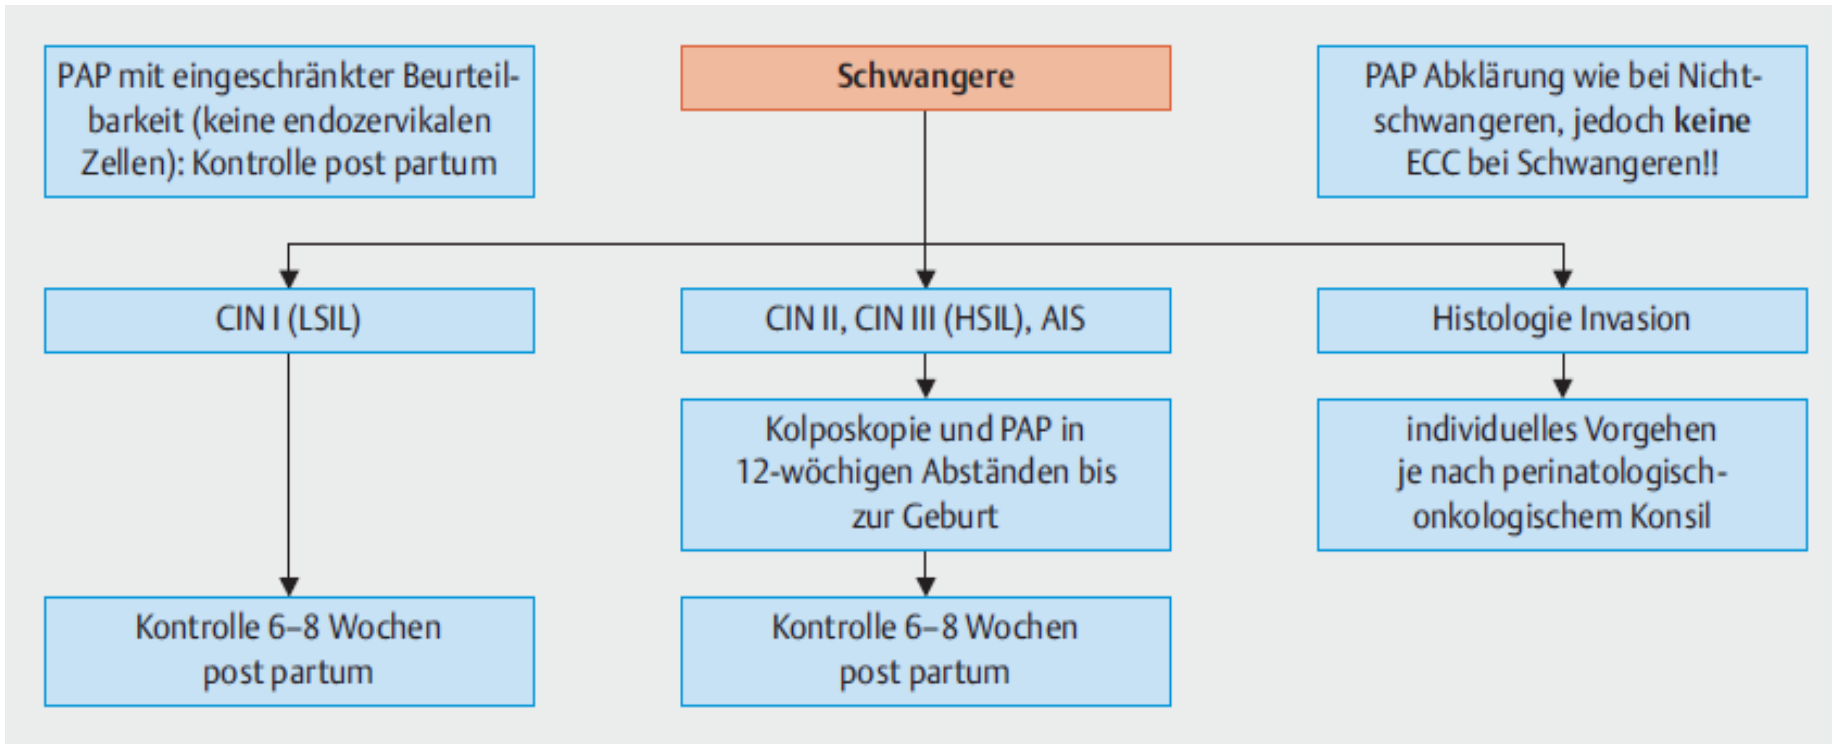 PAP mit eingeschränkter Beurteil-
barkeit (keine endozervikalen
Zellen): Kontrolle post partum
Schwangere
PAP Abklärung wie bei Nicht-
schwangeren, jedoch keine
ECC bei Schwangeren!!
CIN I (LSIL)
CIN II, CIN III (HSIL), AIS
Histologie Invasion
Kolposkopie und PAP in
12-wöchigen Abständen bis
zur Geburt
individuelles Vorgehen
je nach perinatologisch-
onkologischem Konsil
Kontrolle 6–8 Wochen
post partum
Kontrolle 6–8 Wochen
post partum